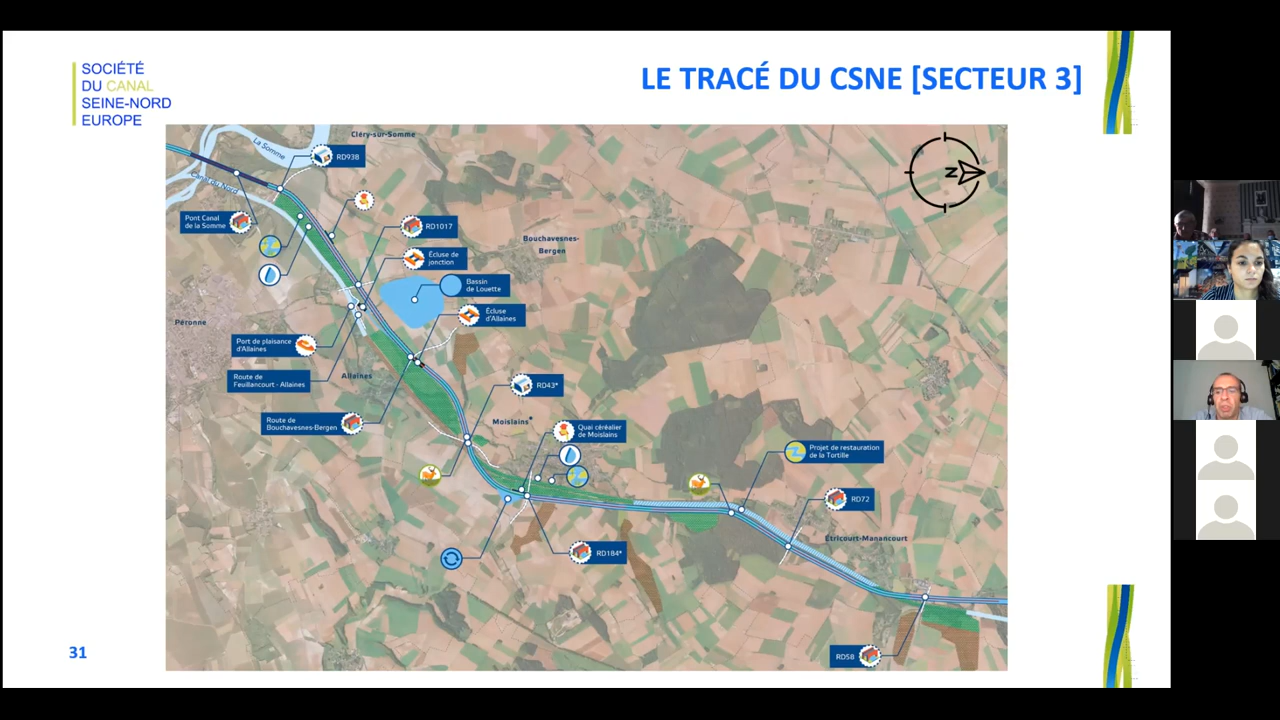 SOCIÉTÉ
DU CANAL
SEINE-NORD
EUROPE
LE TRACÉ DU CSNE [SECTEUR 3]
Cléry-sur-Somme
La Somme
RD938
Canal du Nord
Pont Canal
de la Somme
RD1017
Bouchavesnes-
Bergen
Écluse de
jonction
Bassin
de Louette
Écluse
d'Allaines
Péronne
Port de plaisance
d'Allaines
Allaines
Route de
Feuillancourt - Allaines
RD43*
Route de
Bouchavesnes-Bergen
Moislains*
Quai céréalier
de Moislains
Projet de restauration
de la Tortille
RD72
Étricourt-Manancourt
RD184*
RD58
N
31